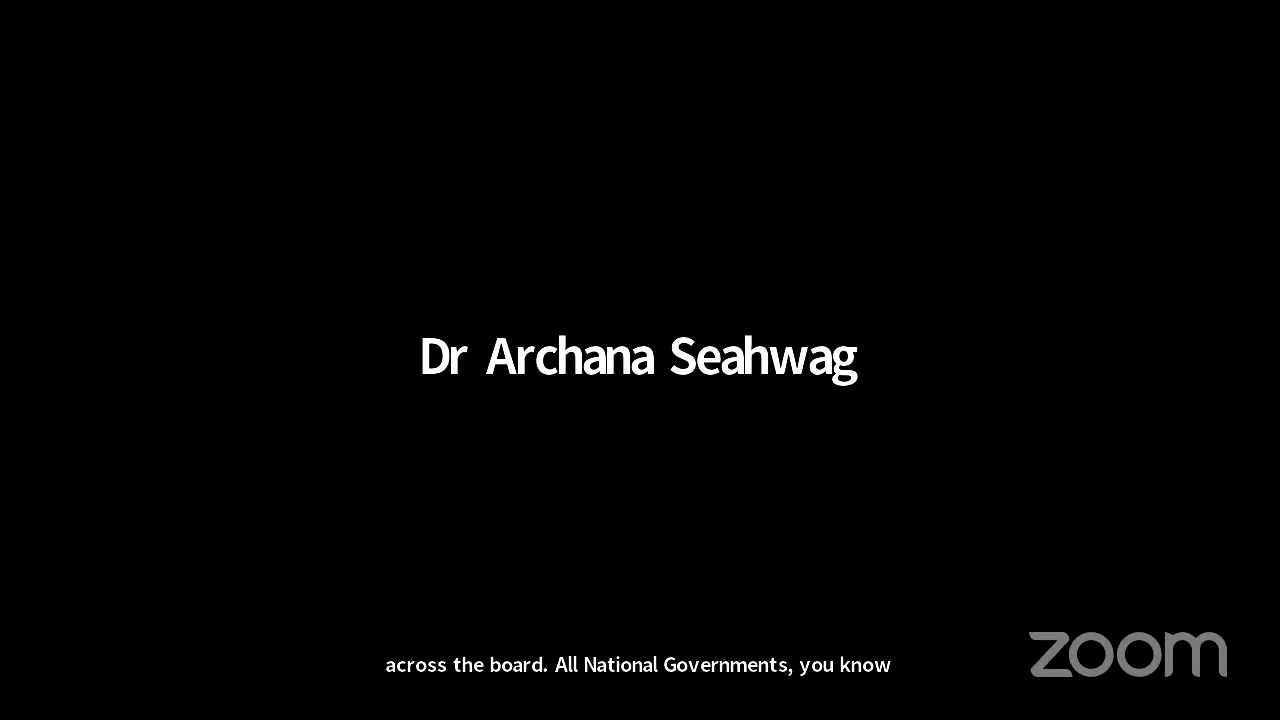 Dr Archana Seahwag
across the board. All National Governments, you know
zoom